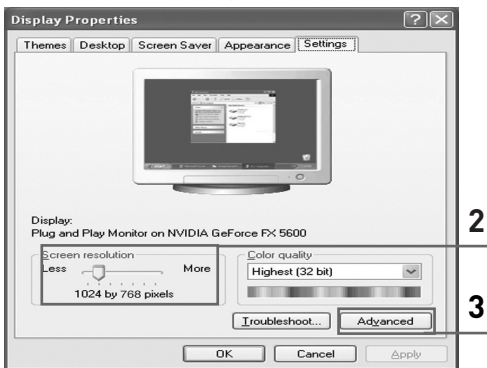 Display Properties
Themes Desktop Screen Saver Appearance Settings
Display:
Plug and Play Monitor on NVIDIA GeForce FX 5600
Screen resolution
Less More
1024 by 768 pixels
Color quality
Highest (32 bit)
2
Troubleshoot... Advanced
3
OK Cancel Apply